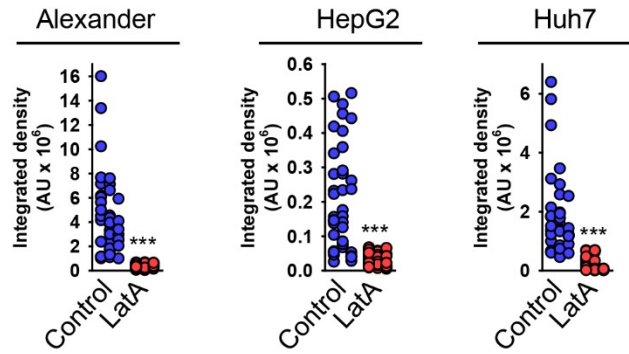 Alexander
Integrated density
(AU x 10⁶)
16
14
12
10
8
6
4
2
0
***
Control
LatA
HepG2
Integrated density
(AU x 10⁶)
0.6
0.5
0.4
0.3
0.2
0.1
0.0
***
Control
LatA
Huh7
Integrated density
(AU x 10⁶)
6
4
2
0
***
Control
LatA